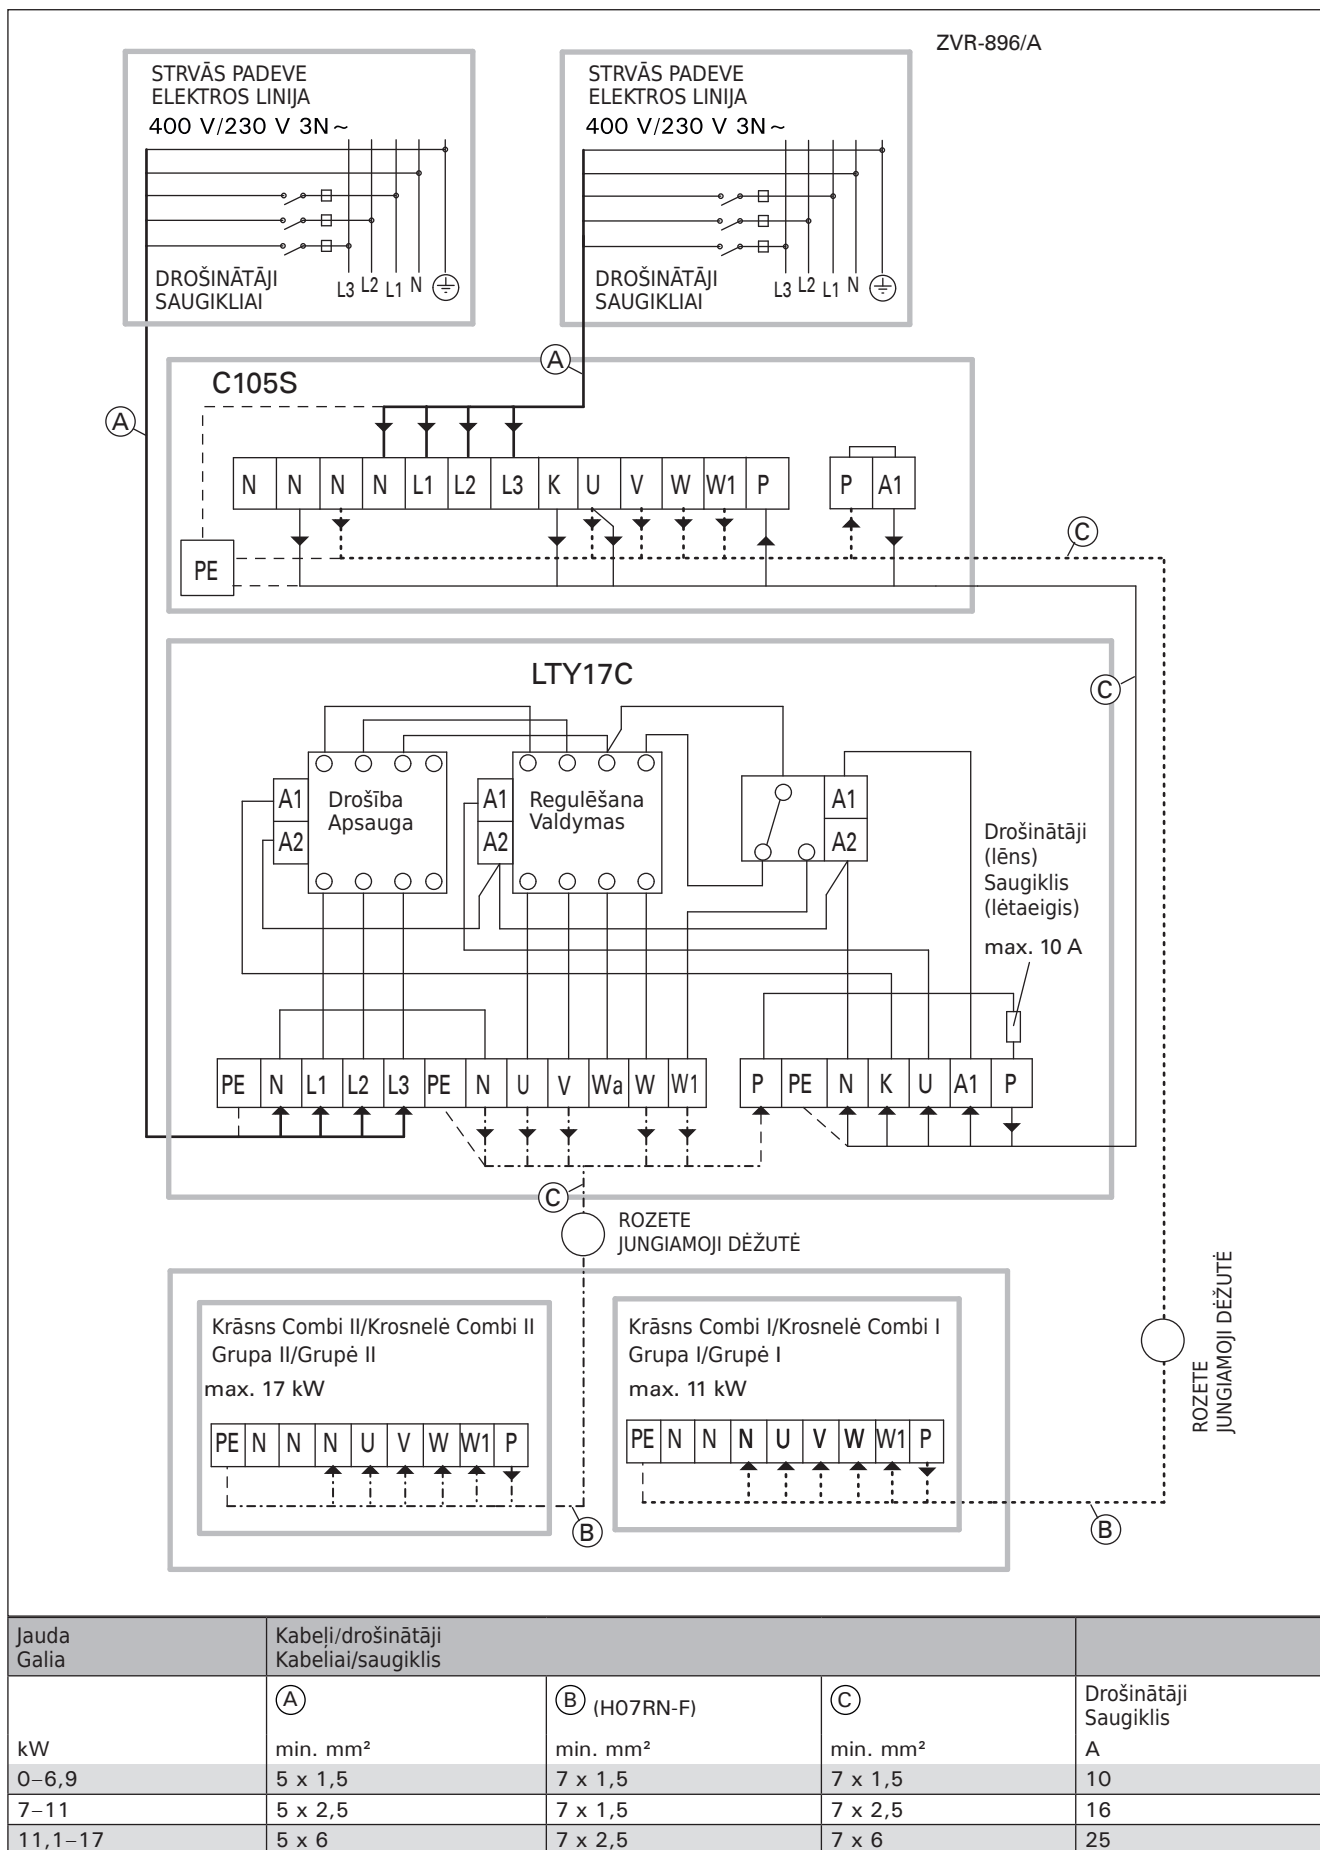 ZVR-896/A
STRVĀS PADEVE
ELEKTROS LINIJA
400 V/230 V 3N~
DROŠINĀTĀJI
SAUGIKLIAI
L3 L2 L1 N
STRVĀS PADEVE
ELEKTROS LINIJA
400 V/230 V 3N~
DROŠINĀTĀJI
SAUGIKLIAI
L3 L2 L1 N
A
A
C105S
N N N N L1 L2 L3 K U V W W1 P
P A1
PE
C
LTY17C
C
A1
A2
Drošība
Apsauga
A1
A2
Regulēšana
Valdymas
A1
A2
Drošinātāji
(lēns)
Saugiklis
(lėtaeigis)
max. 10 A
PE N L1 L2 L3 PE N U V Wa W W1
P PE N K U A1 P
C
ROZETE
JUNGIAMOJI DĖŽUTĖ
ROZETE
JUNGIAMOJI DĖŽUTĖ
Krāsns Combi II/Krosnelė Combi II
Grupa II/Grupė II
max. 17 kW
PE N N N U V W W1 P
B
Krāsns Combi I/Krosnelė Combi I
Grupa I/Grupė I
max. 11 kW
PE N N N U V W W1 P
B
Jauda
Galia
Kabeļi/drošinātāji
Kabeliai/saugiklis
A
B (H07RN-F)
C
Drošinātāji
Saugiklis
kW min. mm² min. mm² min. mm² A
0–6,9 5 x 1,5 7 x 1,5 7 x 1,5 10
7–11 5 x 2,5 7 x 1,5 7 x 2,5 16
11,1–17 5 x 6 7 x 2,5 7 x 6 25